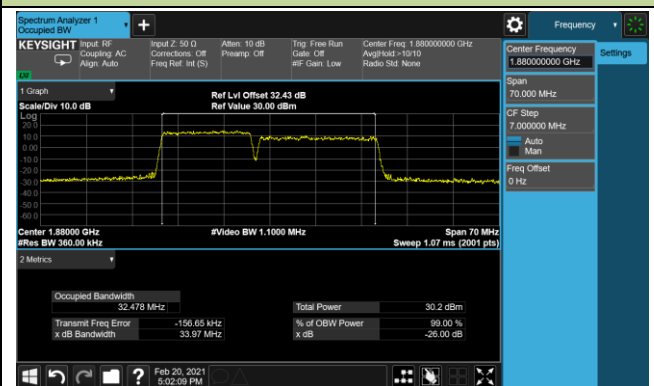 Spectrum Analyzer 1
Occupied BW
Frequency
KEYSIGHT
Input: RF
Coupling: AC
Align: Auto
Input Z: 50 Ω
Corrections: Off
Freq Ref: Int (S)
Atten: 10 dB
Preamp: Off
Trig: Free Run
Gate: Off
#IF Gain: Low
Center Freq: 1.880000000 GHz
Avg|Hold:>10/10
Radio Std: None
LXI
Center Frequency
1.880000000 GHz
Settings
Span
70.000 MHz
CF Step
7.000000 MHz
Auto
Man
Freq Offset
0 Hz
1 Graph
Scale/Div 10.0 dB
Ref Lvl Offset 32.43 dB
Ref Value 30.00 dBm
Log
20.0
10.0
0.00
-10.0
-20.0
-30.0
-40.0
-50.0
-60.0
Center 1.88000 GHz
#Res BW 360.00 kHz
#Video BW 1.1000 MHz
Span 70 MHz
Sweep 1.07 ms (2001 pts)
2 Metrics
Occupied Bandwidth
32.478 MHz
Total Power 30.2 dBm
Transmit Freq Error -156.65 kHz
% of OBW Power 99.00 %
x dB Bandwidth 33.97 MHz
x dB -26.00 dB
?
Feb 20, 2021
5:02:09 PM